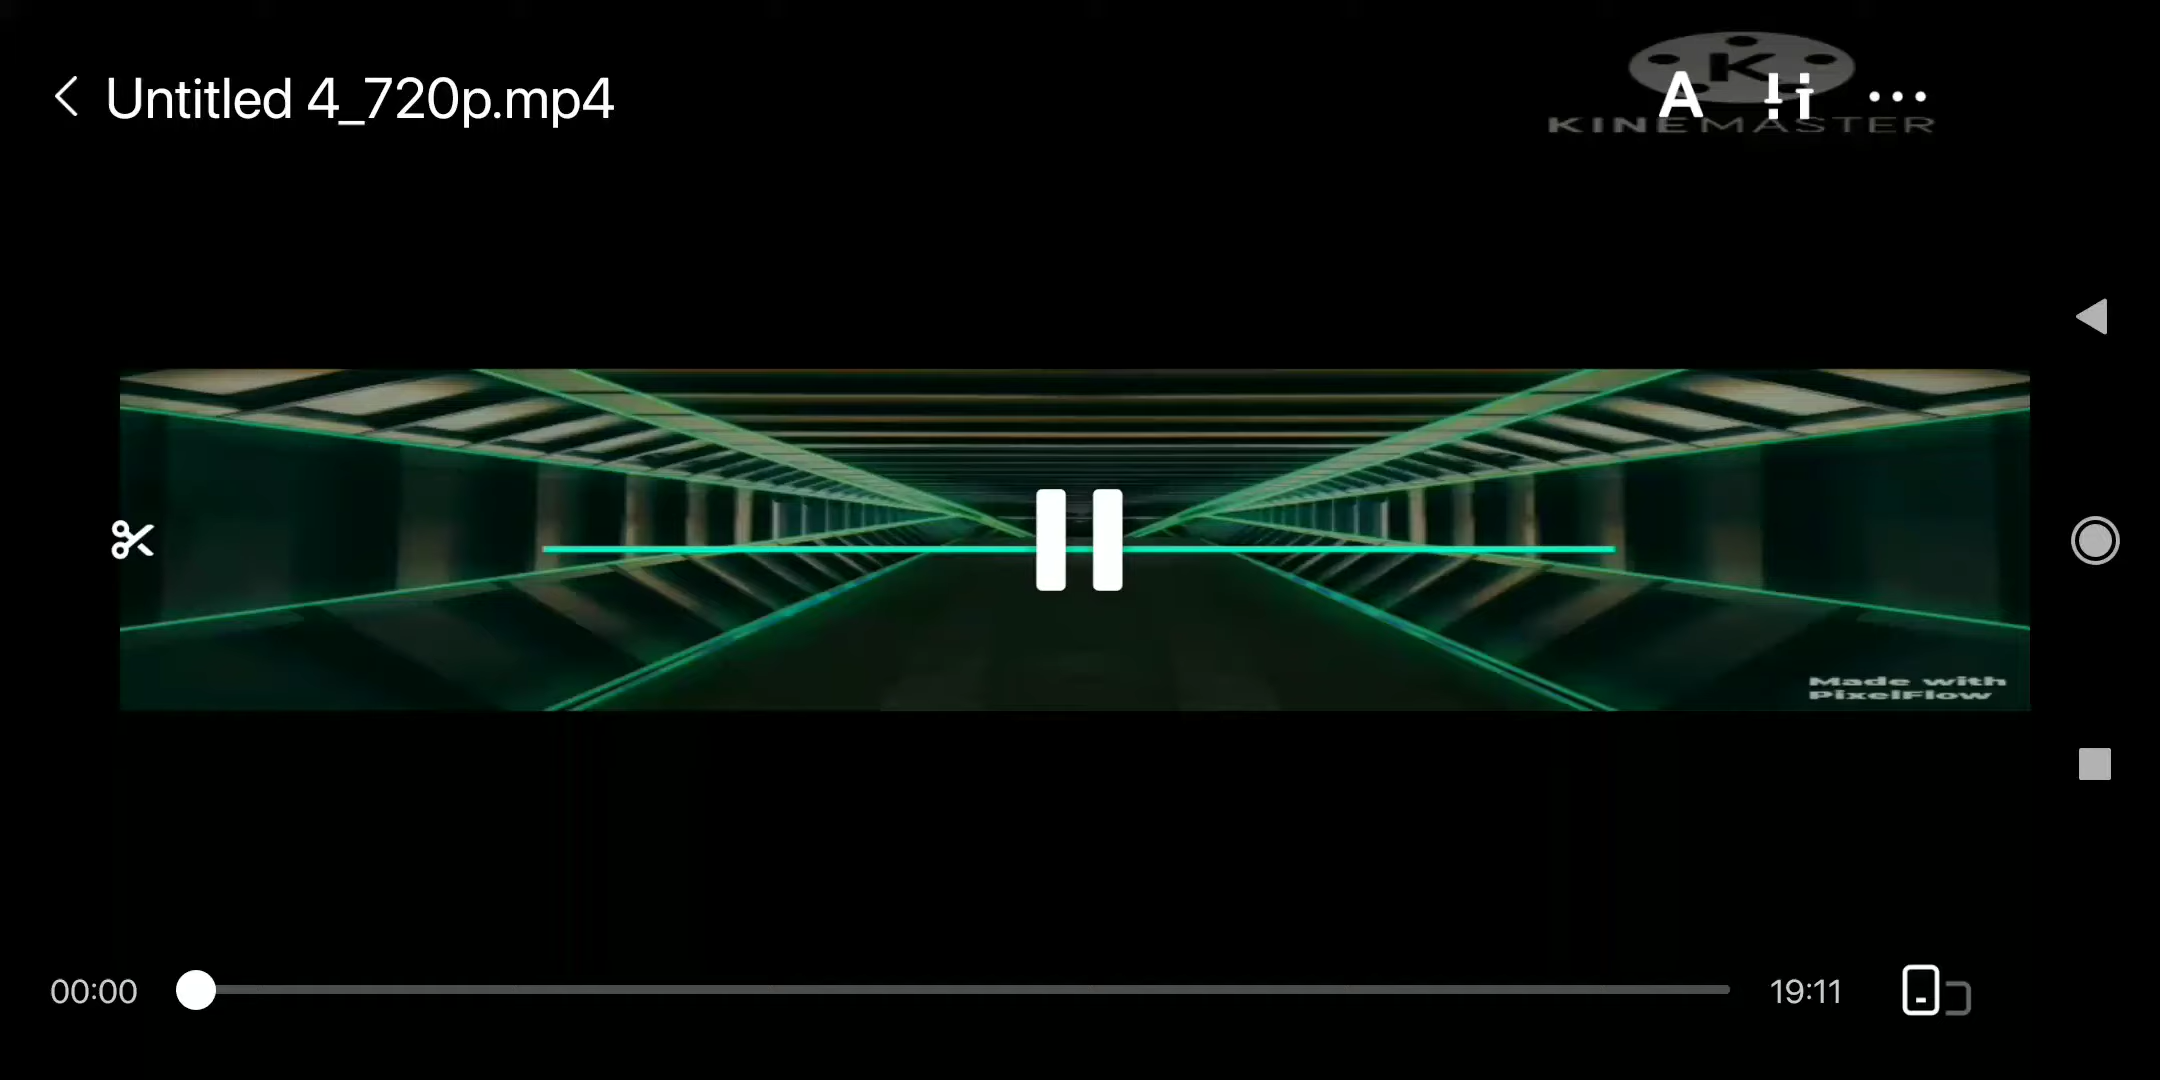 Untitled 4_720p.mp4
K
A
KINEMASTER
Made with
PixelFlow
00:00
19:11